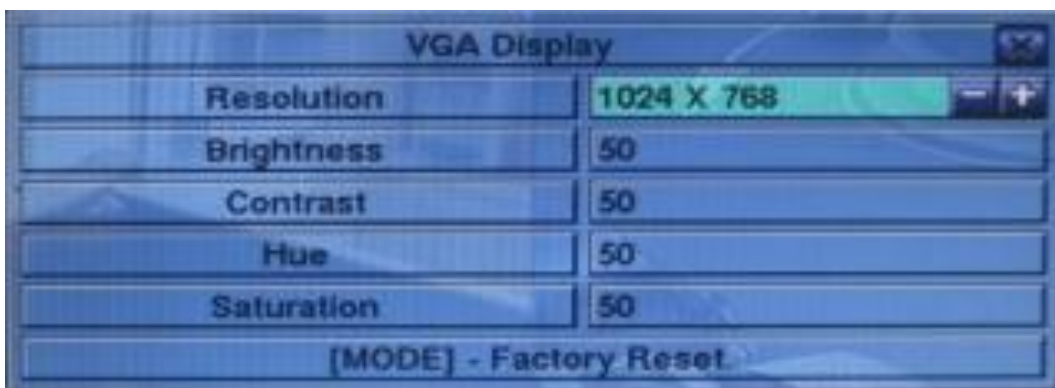 VGA Display
Resolution 1024 X 768
Brightness 50
Contrast 50
Hue 50
Saturation 50
[MODE] - Factory Reset.